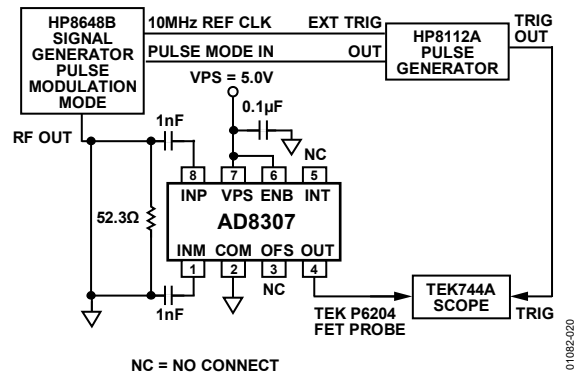 HP8648B
SIGNAL
GENERATOR
PULSE
MODULATION
MODE
10MHz REF CLK
EXT TRIG
PULSE MODE IN
OUT
HP8112A
PULSE
GENERATOR
TRIG
OUT
VPS = 5.0V
0.1µF
1nF
RF OUT
NC
8 7 6 5
INP VPS ENB INT
52.3Ω
AD8307
INM COM OFS OUT
1 2 3 4
NC
1nF
TEK P6204
FET PROBE
TEK744A
SCOPE
TRIG
NC = NO CONNECT
01082-020